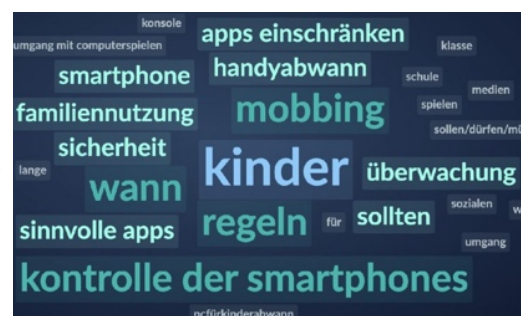 konsole
apps einschränken
umgang mit computerspielen
klasse
smartphone
handyabwann
schule
medien
mobbing
spielen
familiennutzung
sollen/dürfen/mü
sicherheit
kinder
lange
überwachung
wann
sozialen
w
regeln
für
sollten
sinnvolle apps
umgang
kontrolle der smartphones
pcfürkinderabwann